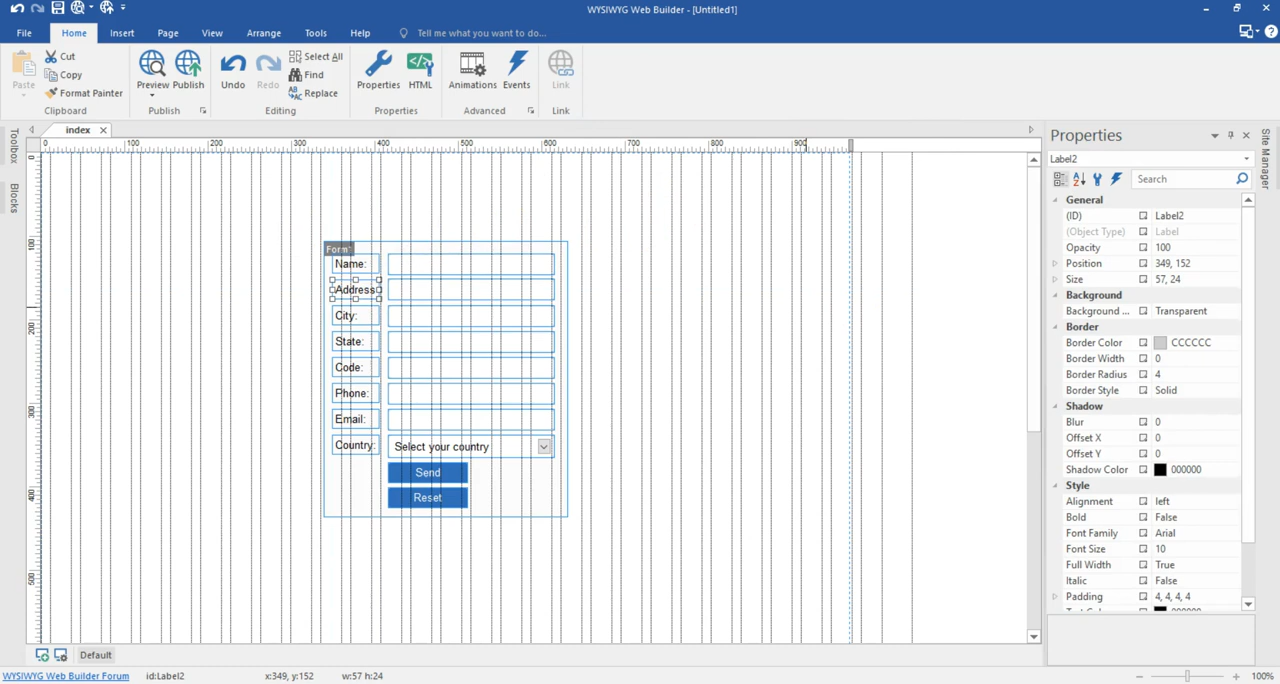 WYSIWYG Web Builder - [Untitled1]
File Home Insert Page View Arrange Tools Help Tell me what you want to do...
Paste Cut Copy Format Painter Clipboard
Preview Publish Publish
Undo Redo Select All Find Replace Editing
Properties HTML Properties
Animations Events Advanced
Link Link
index
Toolbox
Blocks
0 100 200 300 400 500 600 700 800 900
0
100
200
300
400
500
Name:
Address
City:
State:
Code:
Phone:
Email:
Country: Select your country
Send
Reset
Properties
Site Manager
Label2
Search
General
(ID) Label2
(Object Type) Label
Opacity 100
Position 349, 152
Size 57, 24
Background
Background ... Transparent
Border
Border Color CCCCCC
Border Width 0
Border Radius 4
Border Style Solid
Shadow
Blur 0
Offset X 0
Offset Y 0
Shadow Color 000000
Style
Alignment left
Bold False
Font Family Arial
Font Size 10
Full Width True
Italic False
Padding 4, 4, 4, 4
Default
WYSIWYG Web Builder Forum id:Label2 x:349, y:152 w:57 h:24 100%